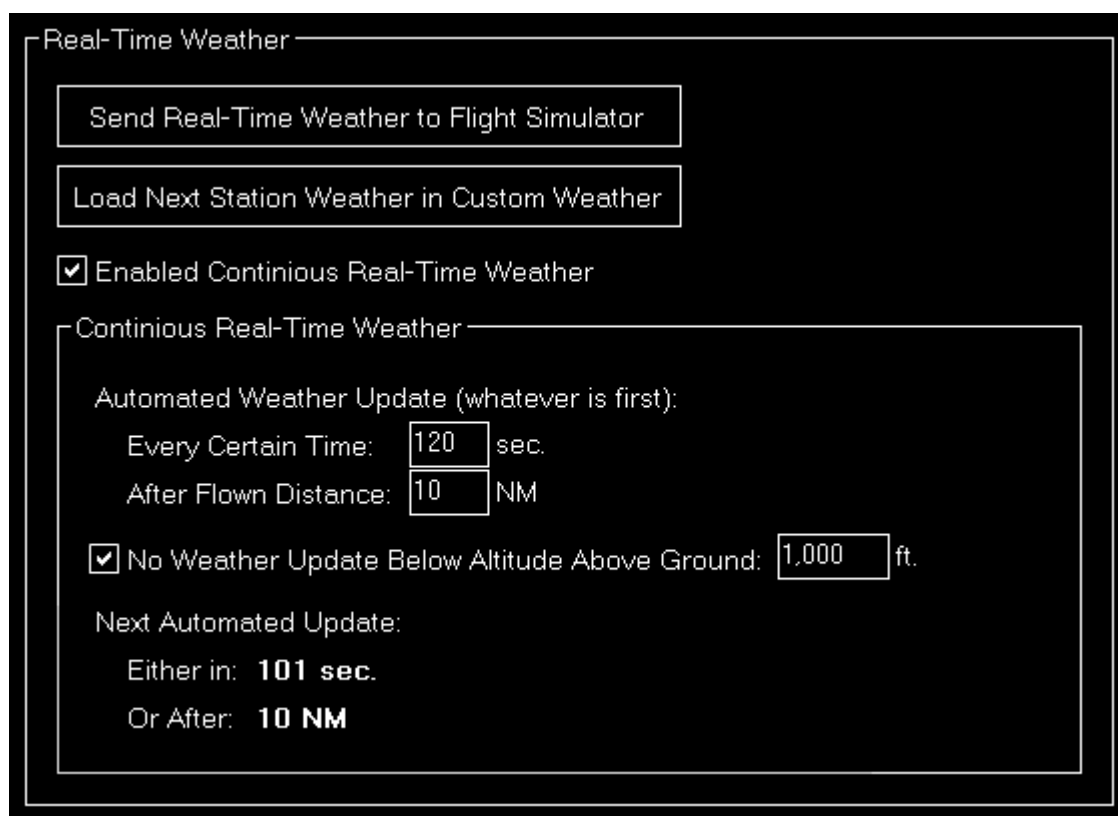 Real-Time Weather
Send Real-Time Weather to Flight Simulator
Load Next Station Weather in Custom Weather
Enabled Continious Real-Time Weather
Continious Real-Time Weather
Automated Weather Update (whatever is first):
Every Certain Time: 120 sec.
After Flown Distance: 10 NM
No Weather Update Below Altitude Above Ground: 1,000 ft.
Next Automated Update:
Either in: 101 sec.
Or After: 10 NM